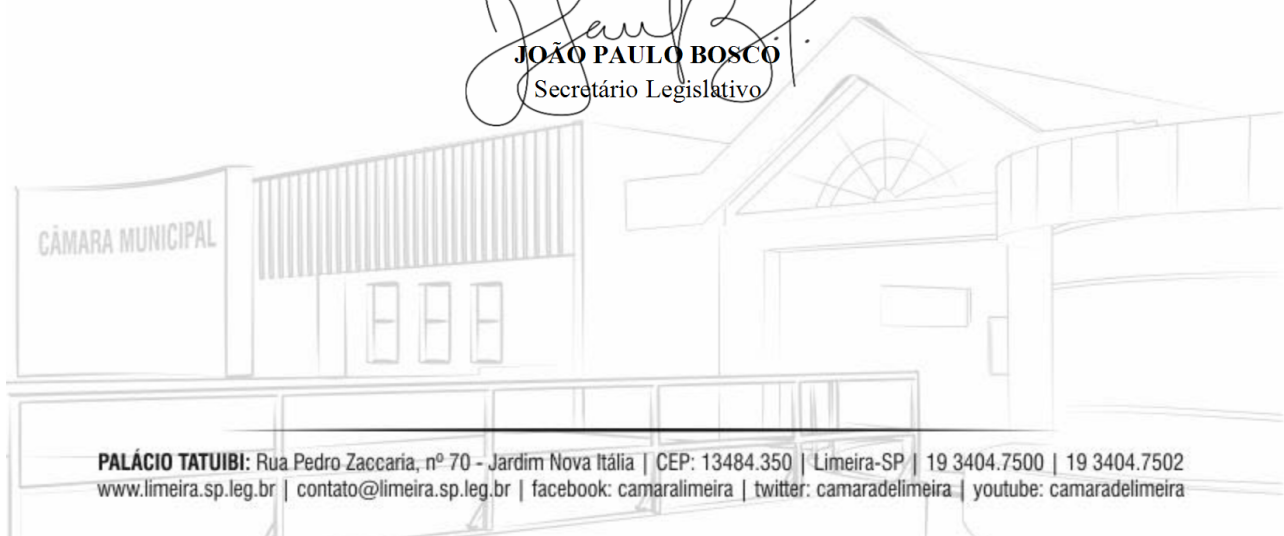 JOÃO PAULO BOSCO
Secretário Legislativo
CÂMARA MUNICIPAL
PALÁCIO TATUIBI: Rua Pedro Zaccaria, nº 70 - Jardim Nova Itália | CEP: 13484.350 | Limeira-SP | 19 3404.7500 | 19 3404.7502
www.limeira.sp.leg.br | contato@limeira.sp.leg.br | facebook: camaralimeira | twitter: camaradelimeira | youtube: camaradelimeira